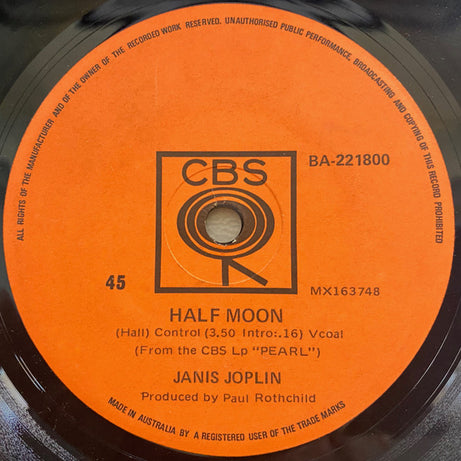 ALL RIGHTS OF THE MANUFACTURER AND OF THE OWNER OF THE RECORDED WORK RESERVED. UNAUTHORISED PUBLIC PERFORMANCE, BROADCASTING AND COPYING OF THIS RECORD PROHIBITED
CBS
BA-221800
45
MX163748
HALF MOON
(Hall) Control (3.50 Intro:.16) Vcoal
(From the CBS Lp "PEARL")
JANIS JOPLIN
Produced by Paul Rothchild
MADE IN AUSTRALIA BY A REGISTERED USER OF THE TRADE MARKS